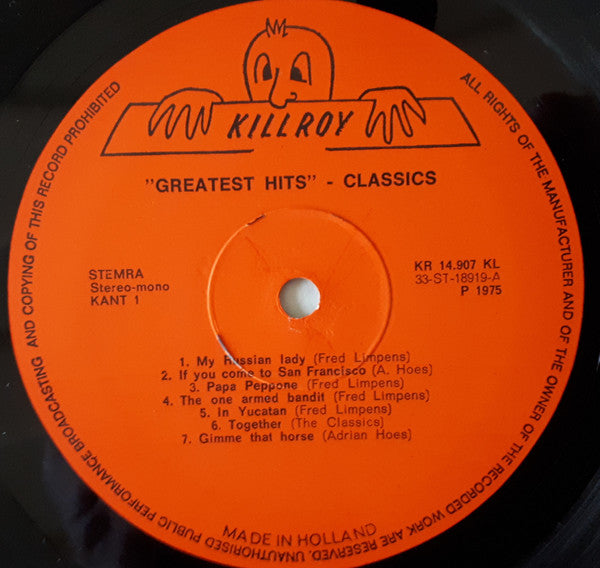 KILLROY
"GREATEST HITS" - CLASSICS
STEMRA
Stereo-mono
KANT 1
KR 14.907 KL
33-ST-18919-A
P 1975
1. My Russian lady (Fred Limpens)
2. If you come to San Francisco (A. Hoes)
3. Papa Peppone (Fred Limpens)
4. The one armed bandit (Fred Limpens)
5. In Yucatan (Fred Limpens)
6. Together (The Classics)
7. Gimme that horse (Adrian Hoes)
MADE IN HOLLAND
ALL RIGHTS OF THE MANUFACTURER AND OF THE OWNER OF THE RECORDED WORK ARE RESERVED. UNAUTHORISED PUBLIC PERFORMANCE BROADCASTING AND COPYING OF THIS RECORD PROHIBITED